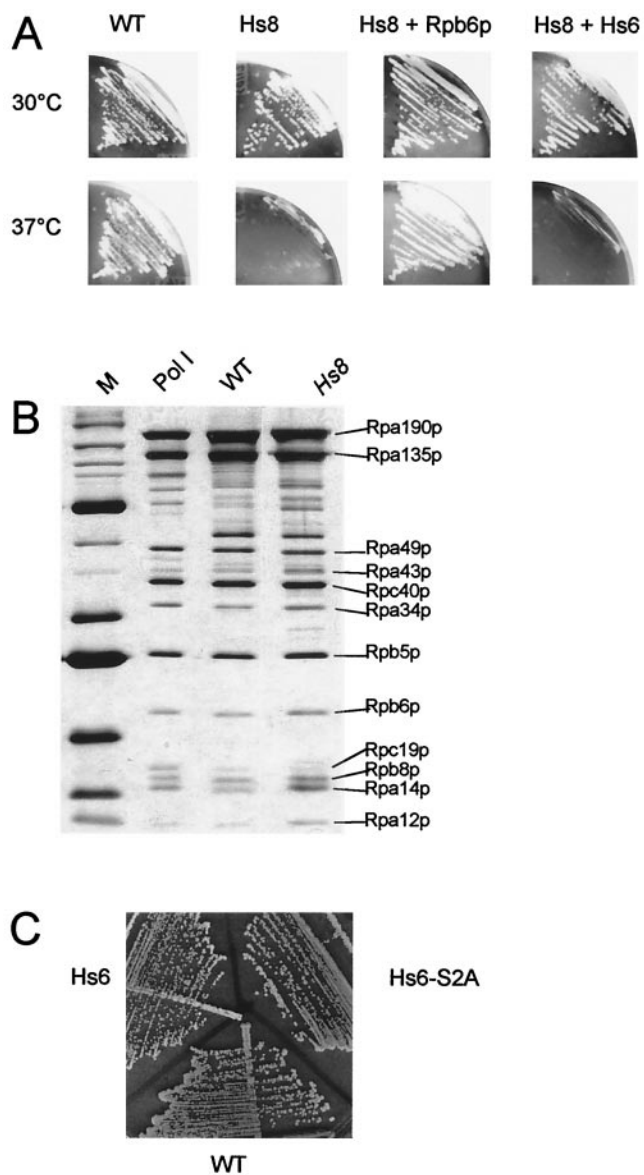 A
WT Hs8 Hs8 + Rpb6p Hs8 + Hs6
30°C
37°C
B
M Pol I WT Hs8
Rpa190p
Rpa135p
Rpa49p
Rpa43p
Rpc40p
Rpa34p
Rpb5p
Rpb6p
Rpc19p
Rpb8p
Rpa14p
Rpa12p
C
Hs6 Hs6-S2A
WT